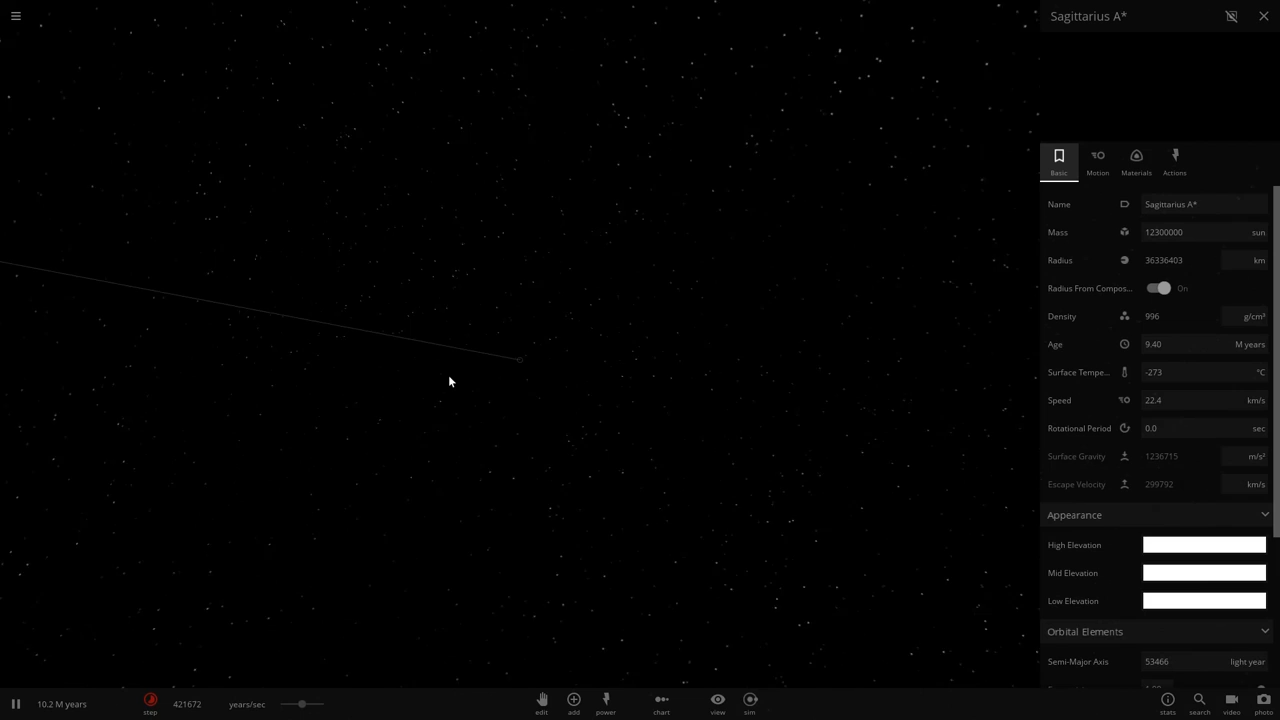 Sagittarius A*
Basic
Motion
Materials
Actions
Name Sagittarius A*
Mass 12300000 sun
Radius 36336403 km
Radius From Compos... On
Density 996 g/cm³
Age 9.40 M years
Surface Tempe... -273 °C
Speed 22.4 km/s
Rotational Period 0.0 sec
Surface Gravity 1236715 m/s²
Escape Velocity 299792 km/s
Appearance
High Elevation
Mid Elevation
Low Elevation
Orbital Elements
Semi-Major Axis 53466 light year
10.2 M years
step
421672 years/sec
edit
add
power
chart
view
sim
stats
search
video
photo